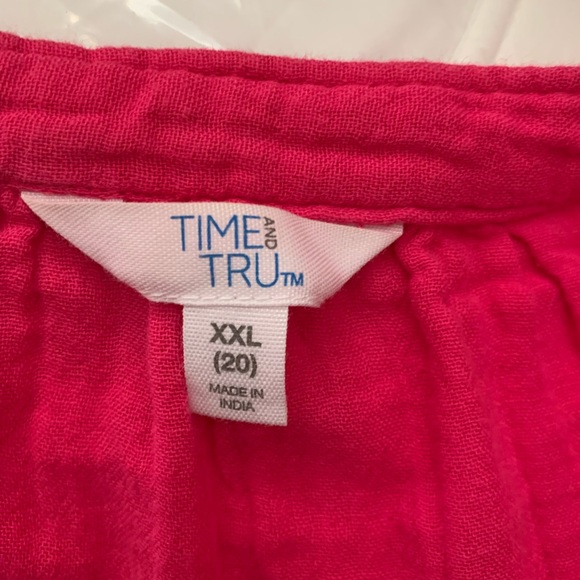 TIME AND
TRU™
XXL
(20)
MADE IN
INDIA